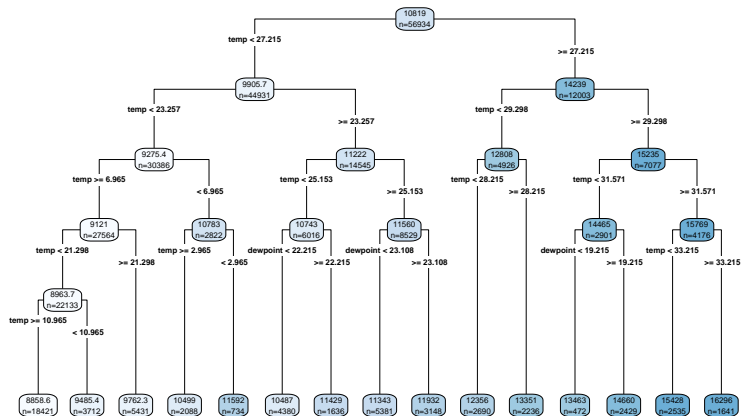 10819
n=56934
temp < 27.215
>= 27.215
9905.7
n=44931
14239
n=12003
temp < 23.257
>= 23.257
temp < 29.298
>= 29.298
9275.4
n=30386
11222
n=14545
12808
n=4926
15235
n=7077
temp >= 6.965
< 6.965
temp < 25.153
>= 25.153
temp < 28.215
>= 28.215
temp < 31.571
>= 31.571
9121
n=27564
10783
n=2822
10743
n=6016
11560
n=8529
14465
n=2901
15769
n=4176
temp < 21.298
>= 21.298
temp >= 2.965
< 2.965
dewpoint < 22.215
>= 22.215
dewpoint < 23.108
>= 23.108
dewpoint < 19.215
>= 19.215
temp < 33.215
>= 33.215
8963.7
n=22133
temp >= 10.965
< 10.965
8858.6
n=18421
9485.4
n=3712
9762.3
n=5431
10499
n=2088
11592
n=734
10487
n=4380
11429
n=1636
11343
n=5381
11932
n=3148
12356
n=2690
13351
n=2236
13463
n=472
14660
n=2429
15428
n=2535
16296
n=1641